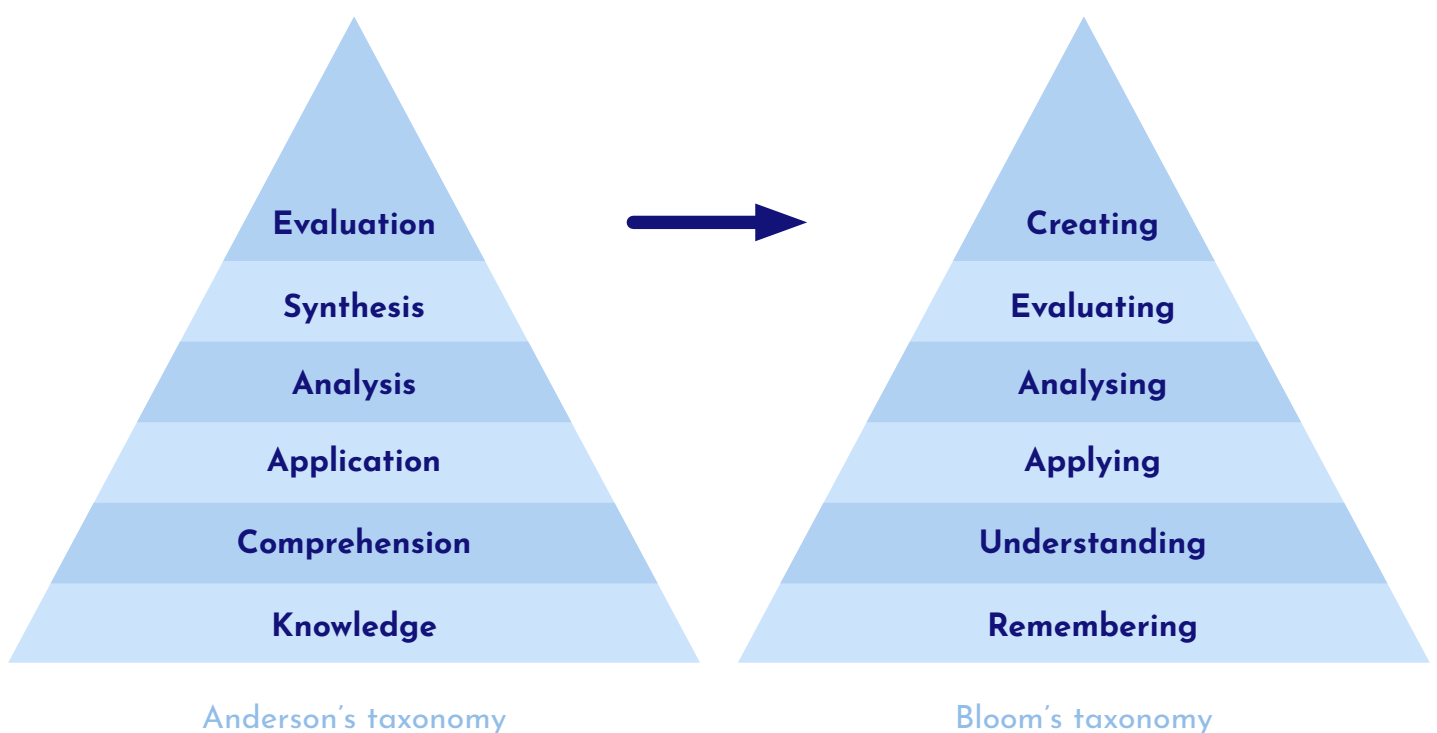 Evaluation
Synthesis
Analysis
Application
Comprehension
Knowledge
Anderson's taxonomy
Creating
Evaluating
Analysing
Applying
Understanding
Remembering
Bloom's taxonomy